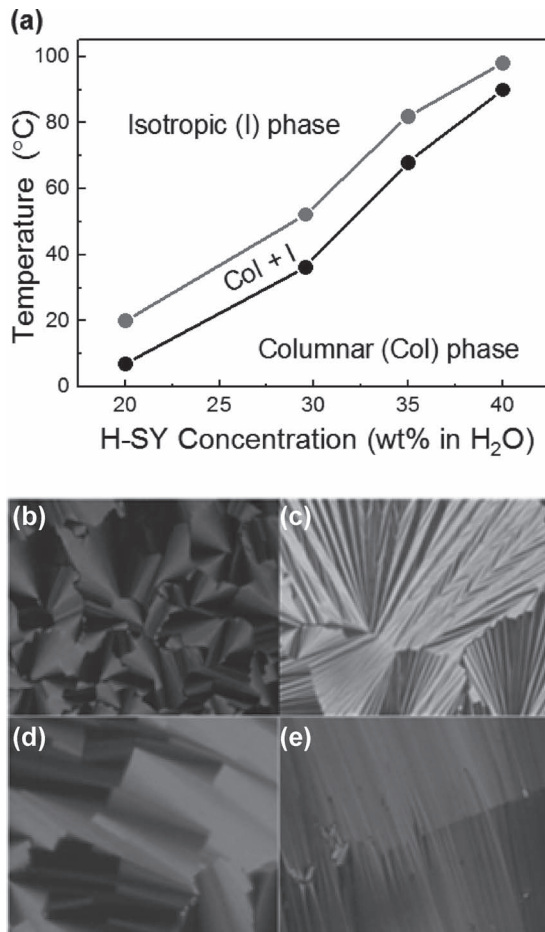 (a)
100
80
60
40
20
0
Temperature (°C)
Isotropic (I) phase
Col + I
Columnar (Col) phase
20 25 30 35 40
H-SY Concentration (wt% in H₂O)
(b) (c)
(d) (e)